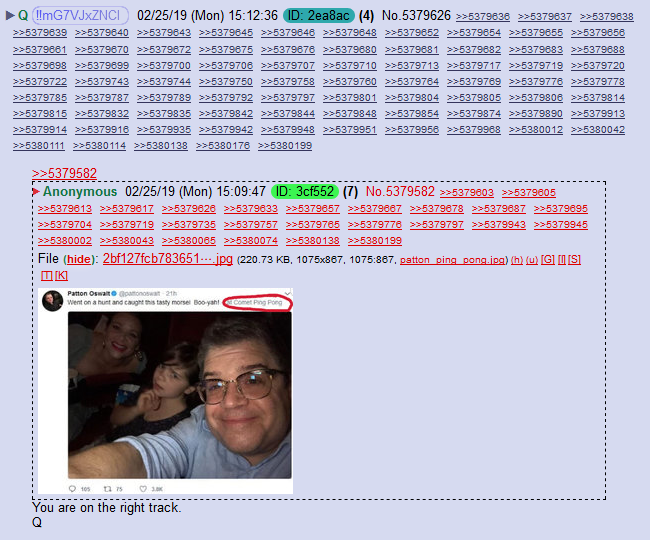 ▶ Q !!mG7VJxZNCI 02/25/19 (Mon) 15:12:36 ID: 2ea8ac (4) No.5379626 >>5379636 >>5379637 >>5379638
>>5379639 >>5379640 >>5379643 >>5379645 >>5379646 >>5379648 >>5379652 >>5379654 >>5379655 >>5379656
>>5379661 >>5379670 >>5379672 >>5379675 >>5379676 >>5379680 >>5379681 >>5379682 >>5379683 >>5379688
>>5379698 >>5379699 >>5379700 >>5379706 >>5379707 >>5379710 >>5379713 >>5379717 >>5379719 >>5379720
>>5379722 >>5379743 >>5379744 >>5379750 >>5379758 >>5379760 >>5379764 >>5379769 >>5379776 >>5379778
>>5379785 >>5379787 >>5379789 >>5379792 >>5379797 >>5379801 >>5379804 >>5379805 >>5379806 >>5379814
>>5379815 >>5379832 >>5379835 >>5379842 >>5379844 >>5379848 >>5379854 >>5379874 >>5379890 >>5379913
>>5379914 >>5379916 >>5379935 >>5379942 >>5379948 >>5379951 >>5379956 >>5379968 >>5380012 >>5380042
>>5380111 >>5380114 >>5380138 >>5380176 >>5380199
>>5379582
▶ Anonymous 02/25/19 (Mon) 15:09:47 ID: 3cf552 (7) No.5379582 >>5379603 >>5379605
>>5379613 >>5379617 >>5379626 >>5379633 >>5379657 >>5379667 >>5379678 >>5379687 >>5379695
>>5379704 >>5379719 >>5379735 >>5379757 >>5379765 >>5379776 >>5379797 >>5379943 >>5379945
>>5380002 >>5380043 >>5380065 >>5380074 >>5380138 >>5380199
File (hide): 2bf127fcb783651⋯.jpg (220.73 KB, 1075x867, 1075:867, patton_ping_pong.jpg) (h) (u) [G] [I] [S]
[T] [K]
Patton Oswalt @pattonoswalt · 21h
Went on a hunt and caught this tasty morsel Boo-yah! Comet Ping Pong
165 75 3.8K
You are on the right track.
Q